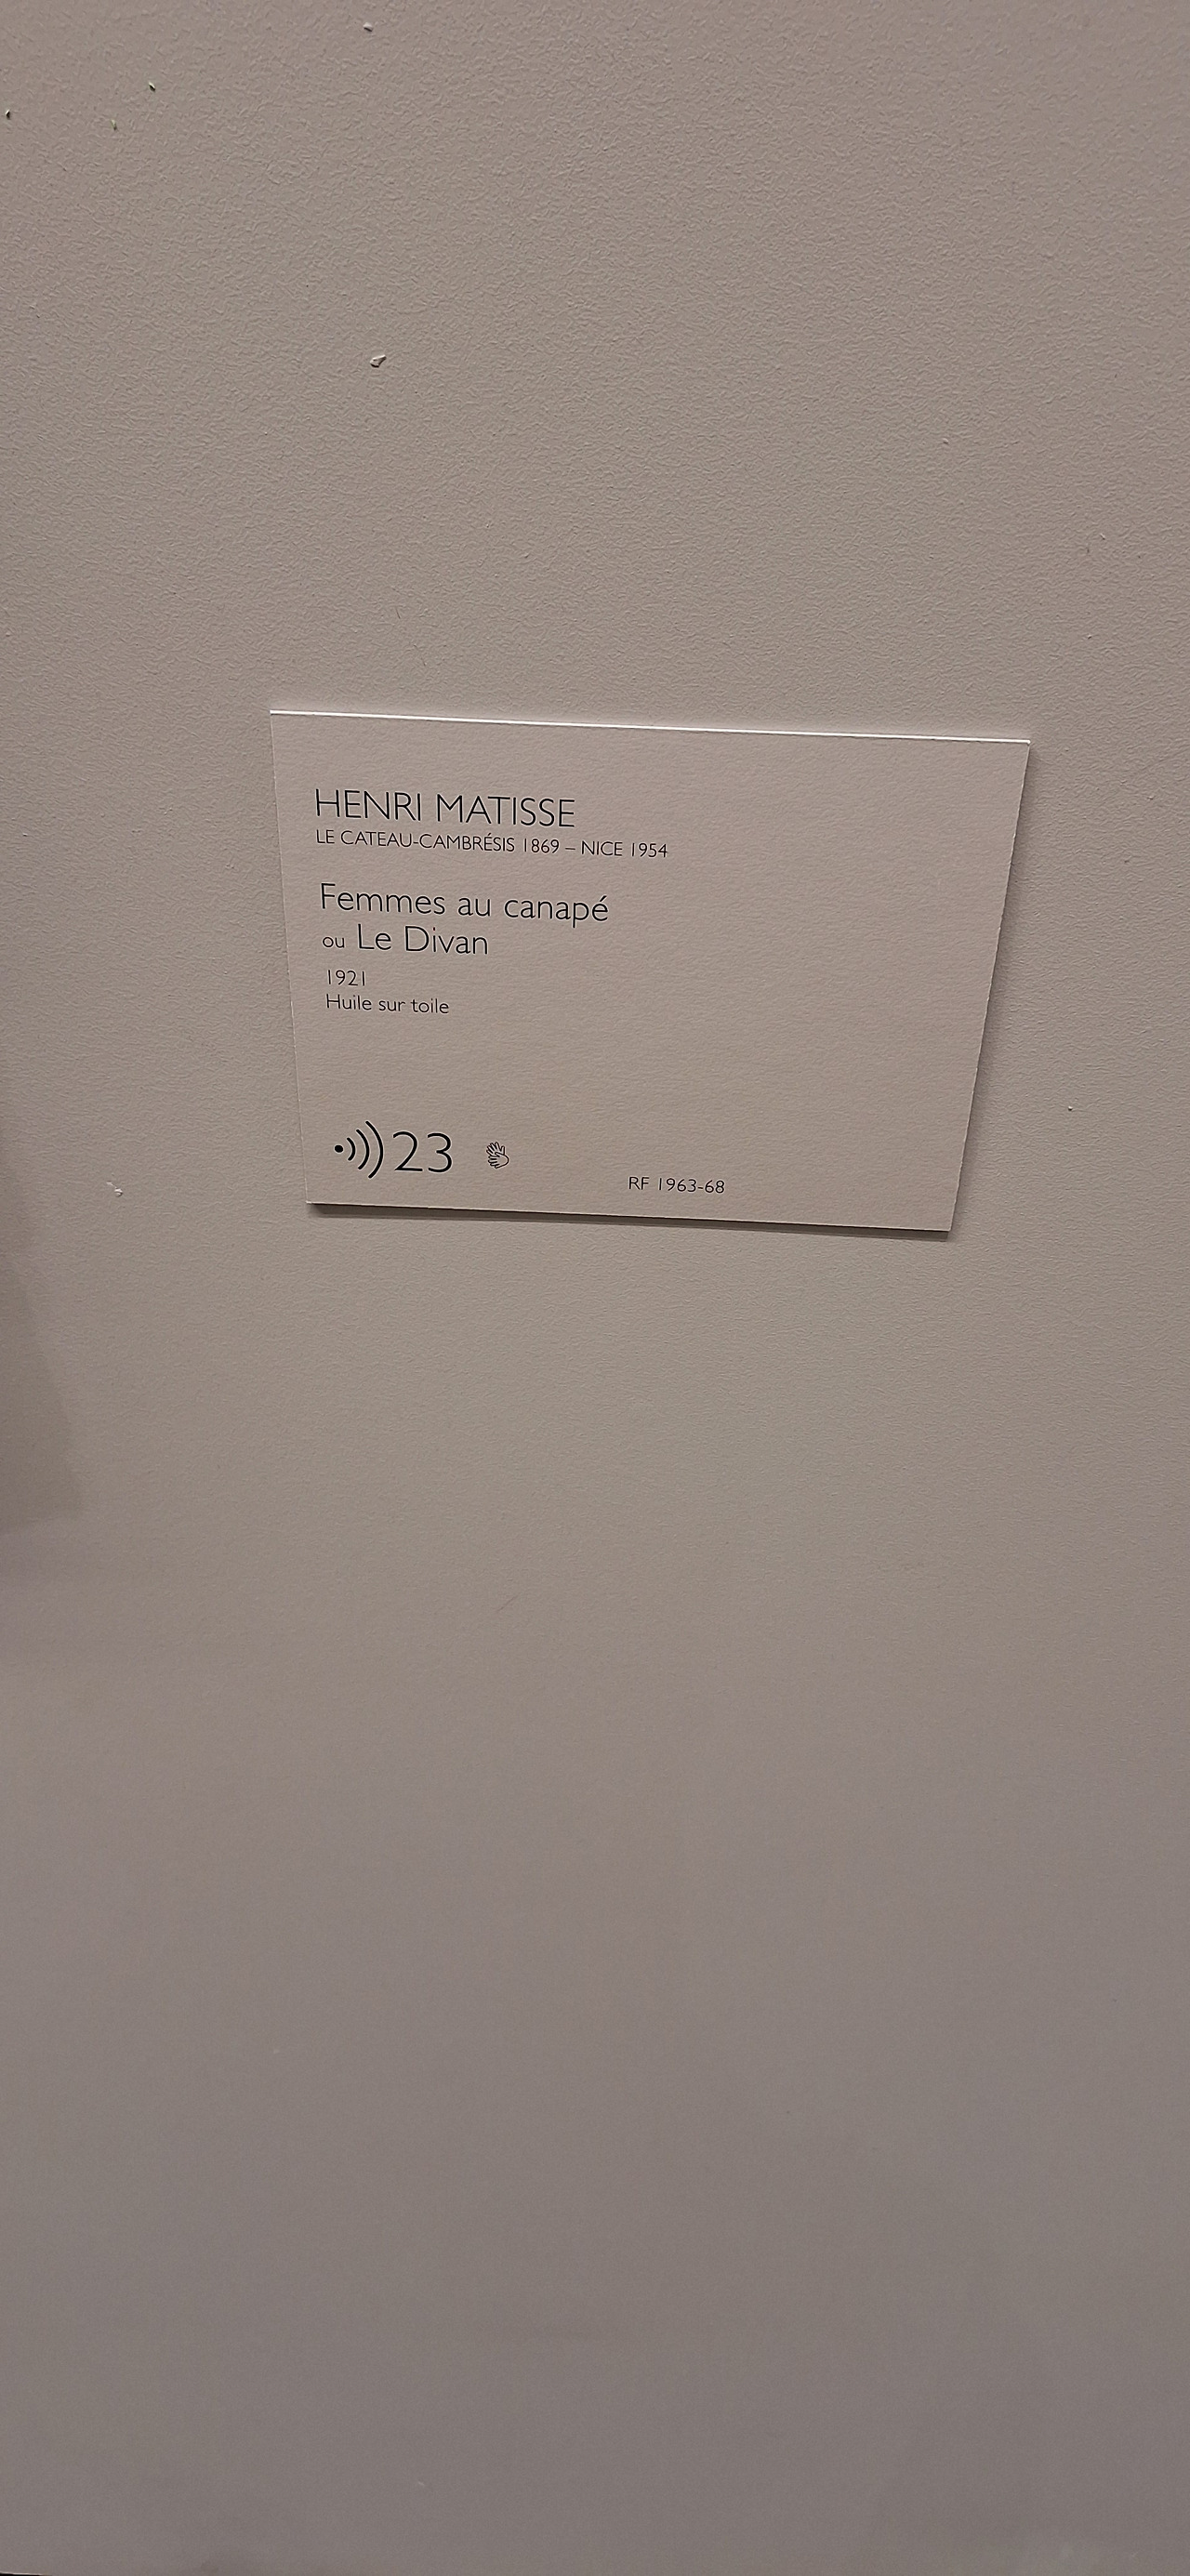 HENRI MATISSE
LE CATEAU-CAMBRÉSIS 1869 – NICE 1954
Femmes au canapé
ou Le Divan
1921
Huile sur toile
23
RF 1963-68